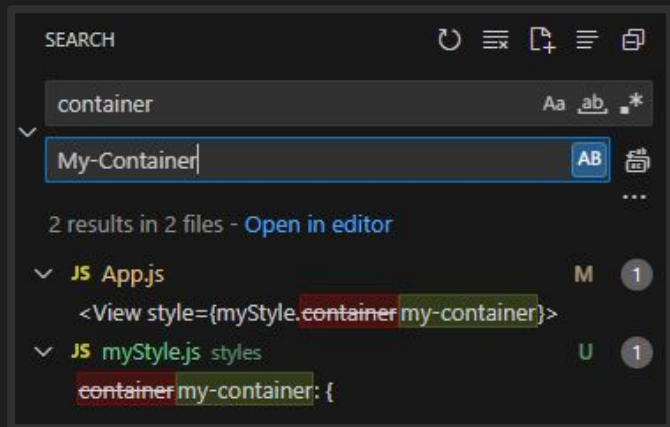 SEARCH
container Aa ab .*
My-Container AB
...
2 results in 2 files - Open in editor
JS App.js M 1
<View style={myStyle.containermy-container}>
JS myStyle.js styles U 1
containermy-container: {